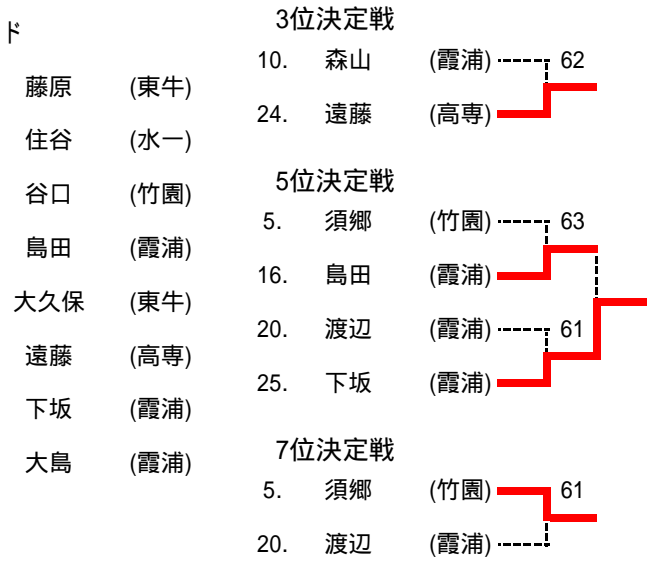 ド
藤原 (東牛)
住谷 (水一)
谷口 (竹園)
島田 (霞浦)
大久保 (東牛)
遠藤 (高専)
下坂 (霞浦)
大島 (霞浦)
3位決定戦
10. 森山 (霞浦) 62
24. 遠藤 (高専)
5位決定戦
5. 須郷 (竹園) 63
16. 島田 (霞浦)
20. 渡辺 (霞浦) 61
25. 下坂 (霞浦)
7位決定戦
5. 須郷 (竹園) 61
20. 渡辺 (霞浦)